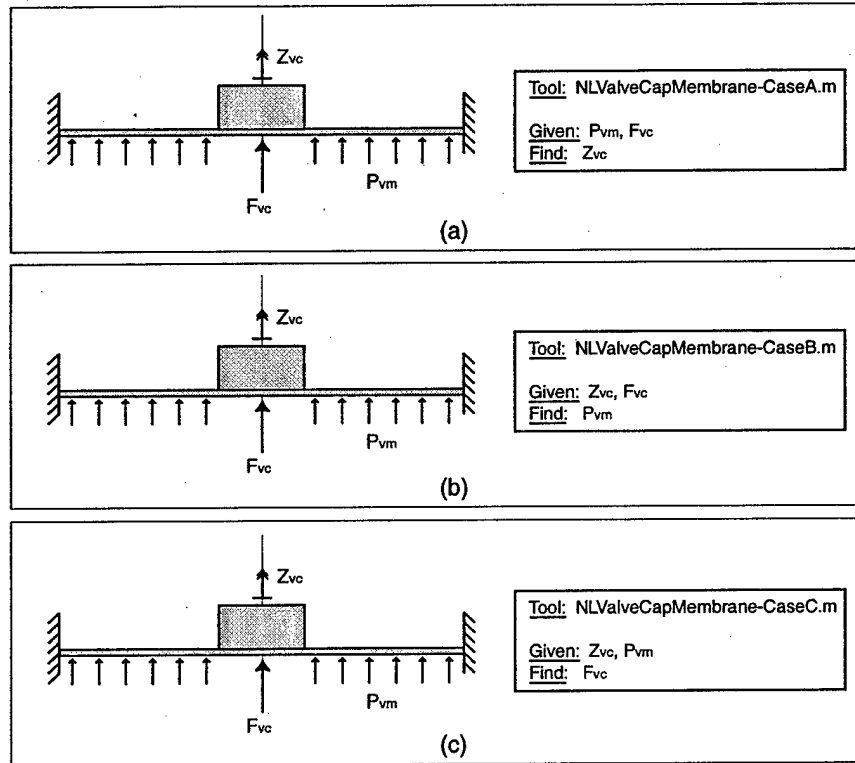 Zvc
Tool: NLValveCapMembrane-CaseA.m
Given: Pvm, Fvc
Find: Zvc
Pvm
Fvc
(a)
Zvc
Tool: NLValveCapMembrane-CaseB.m
Given: Zvc, Fvc
Find: Pvm
Pvm
Fvc
(b)
Zvc
Tool: NLValveCapMembrane-CaseC.m
Given: Zvc, Pvm
Find: Fvc
Pvm
Fvc
(c)